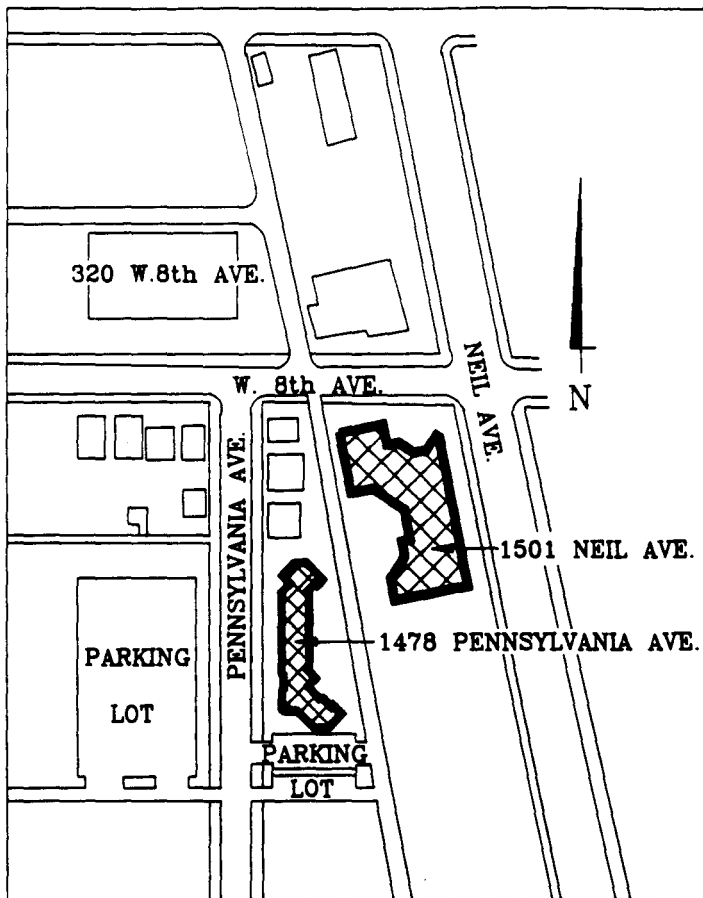 320 W.8th AVE.
W. 8th AVE.
NEIL AVE.
N
PENNSYLVANIA AVE.
1501 NEIL AVE.
1478 PENNSYLVANIA AVE.
PARKING
LOT
PARKING
LOT